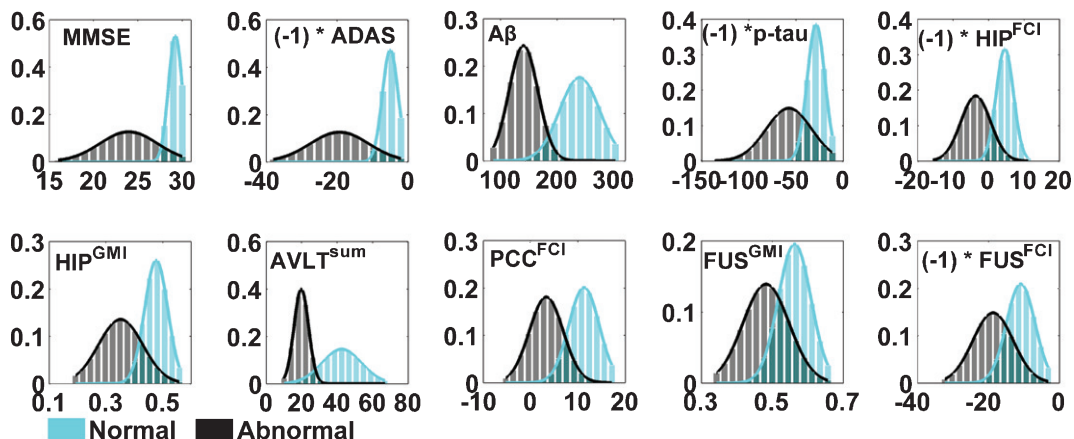 MMSE
0.6
0.4
0.2
0
15 20 25 30
(-1) * ADAS
0.6
0.4
0.2
0
-40 -20 0
Aβ
0.3
0.2
0.1
0
100 200 300
(-1) *p-tau
0.4
0.3
0.2
0.1
0
-150 -100 -50 0
(-1) * HIP^FCI
0.4
0.3
0.2
0.1
0
-20 -10 0 10 20
HIP^GMI
0.3
0.2
0.1
0
0.1 0.3 0.5
AVLT^sum
0.6
0.4
0.2
0
0 20 40 60 80
PCC^FCI
0.3
0.2
0.1
0
-10 0 10 20
FUS^GMI
0.2
0.1
0
0.3 0.5 0.7
(-1) * FUS^FCI
0.3
0.2
0.1
0
-40 -20 0
Normal Abnormal